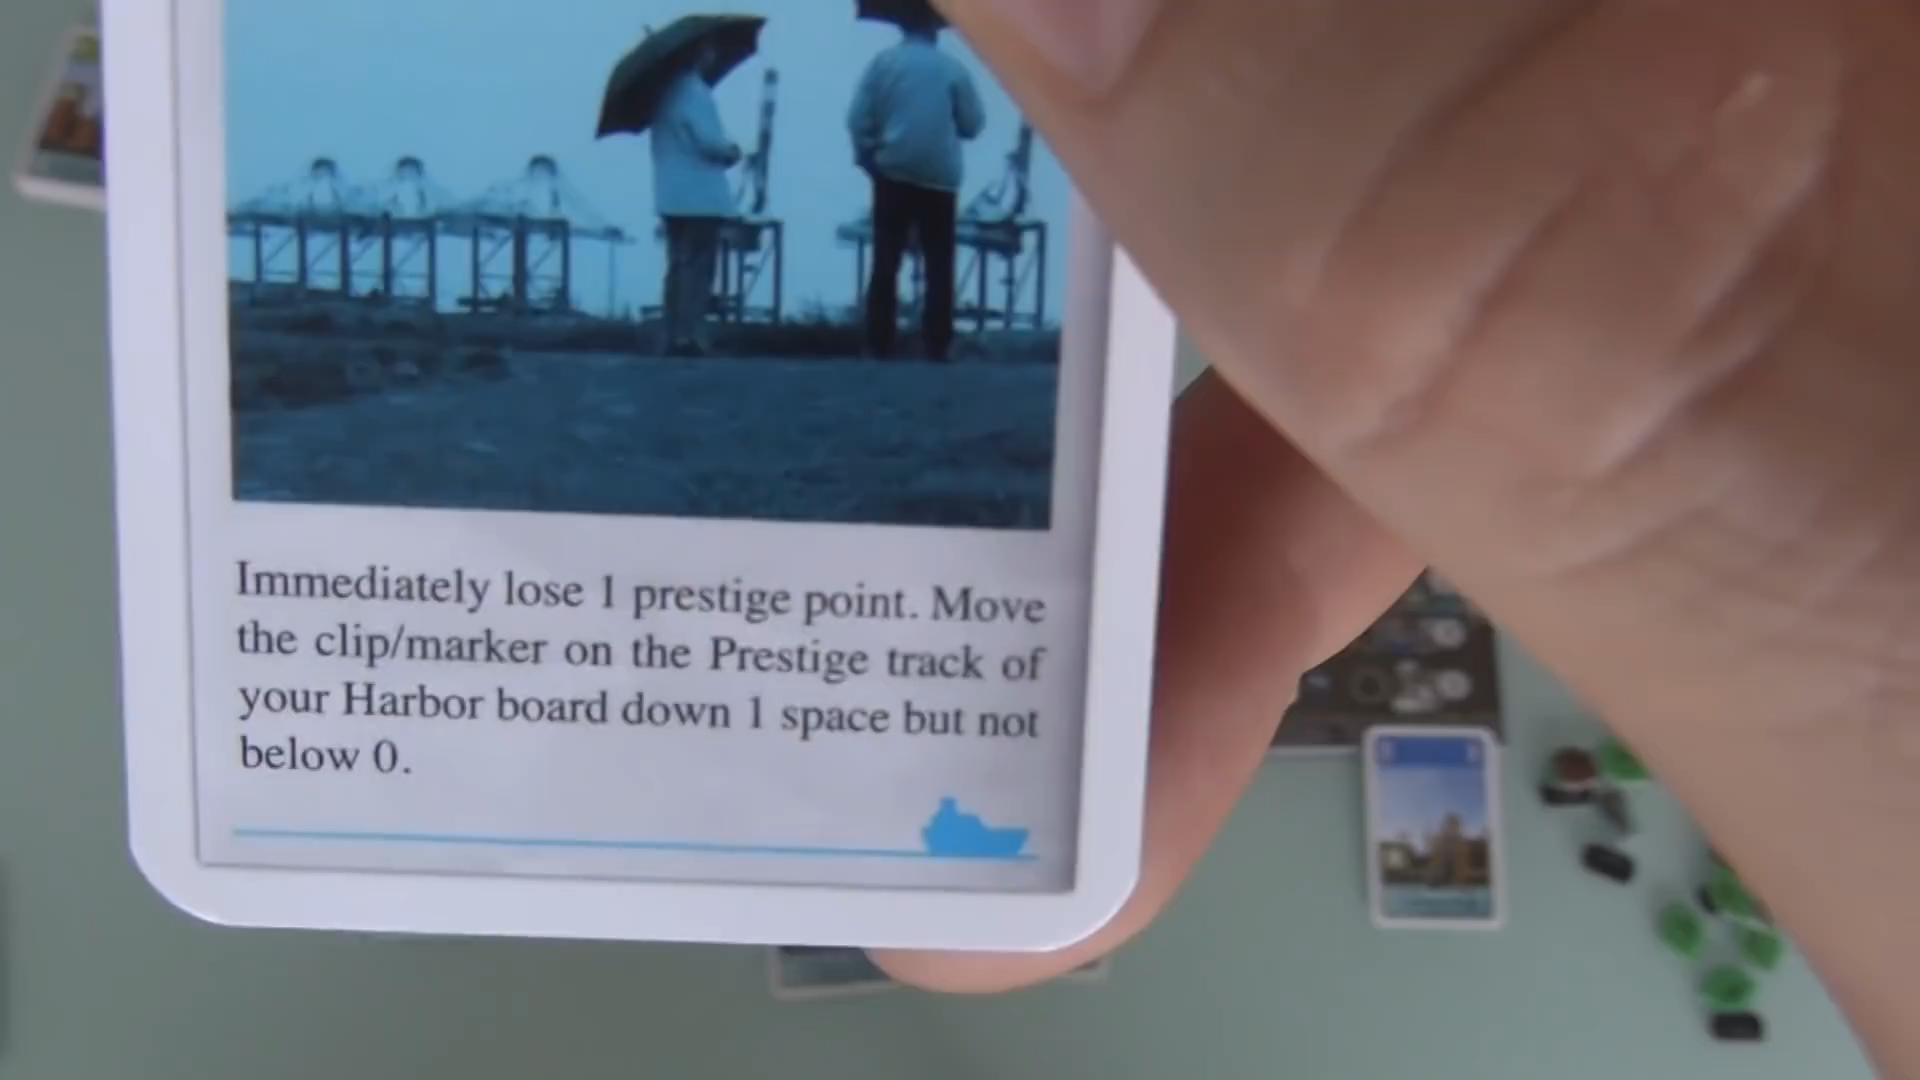 Immediately lose 1 prestige point. Move
the clip/marker on the Prestige track of
your Harbor board down 1 space but not
below 0.